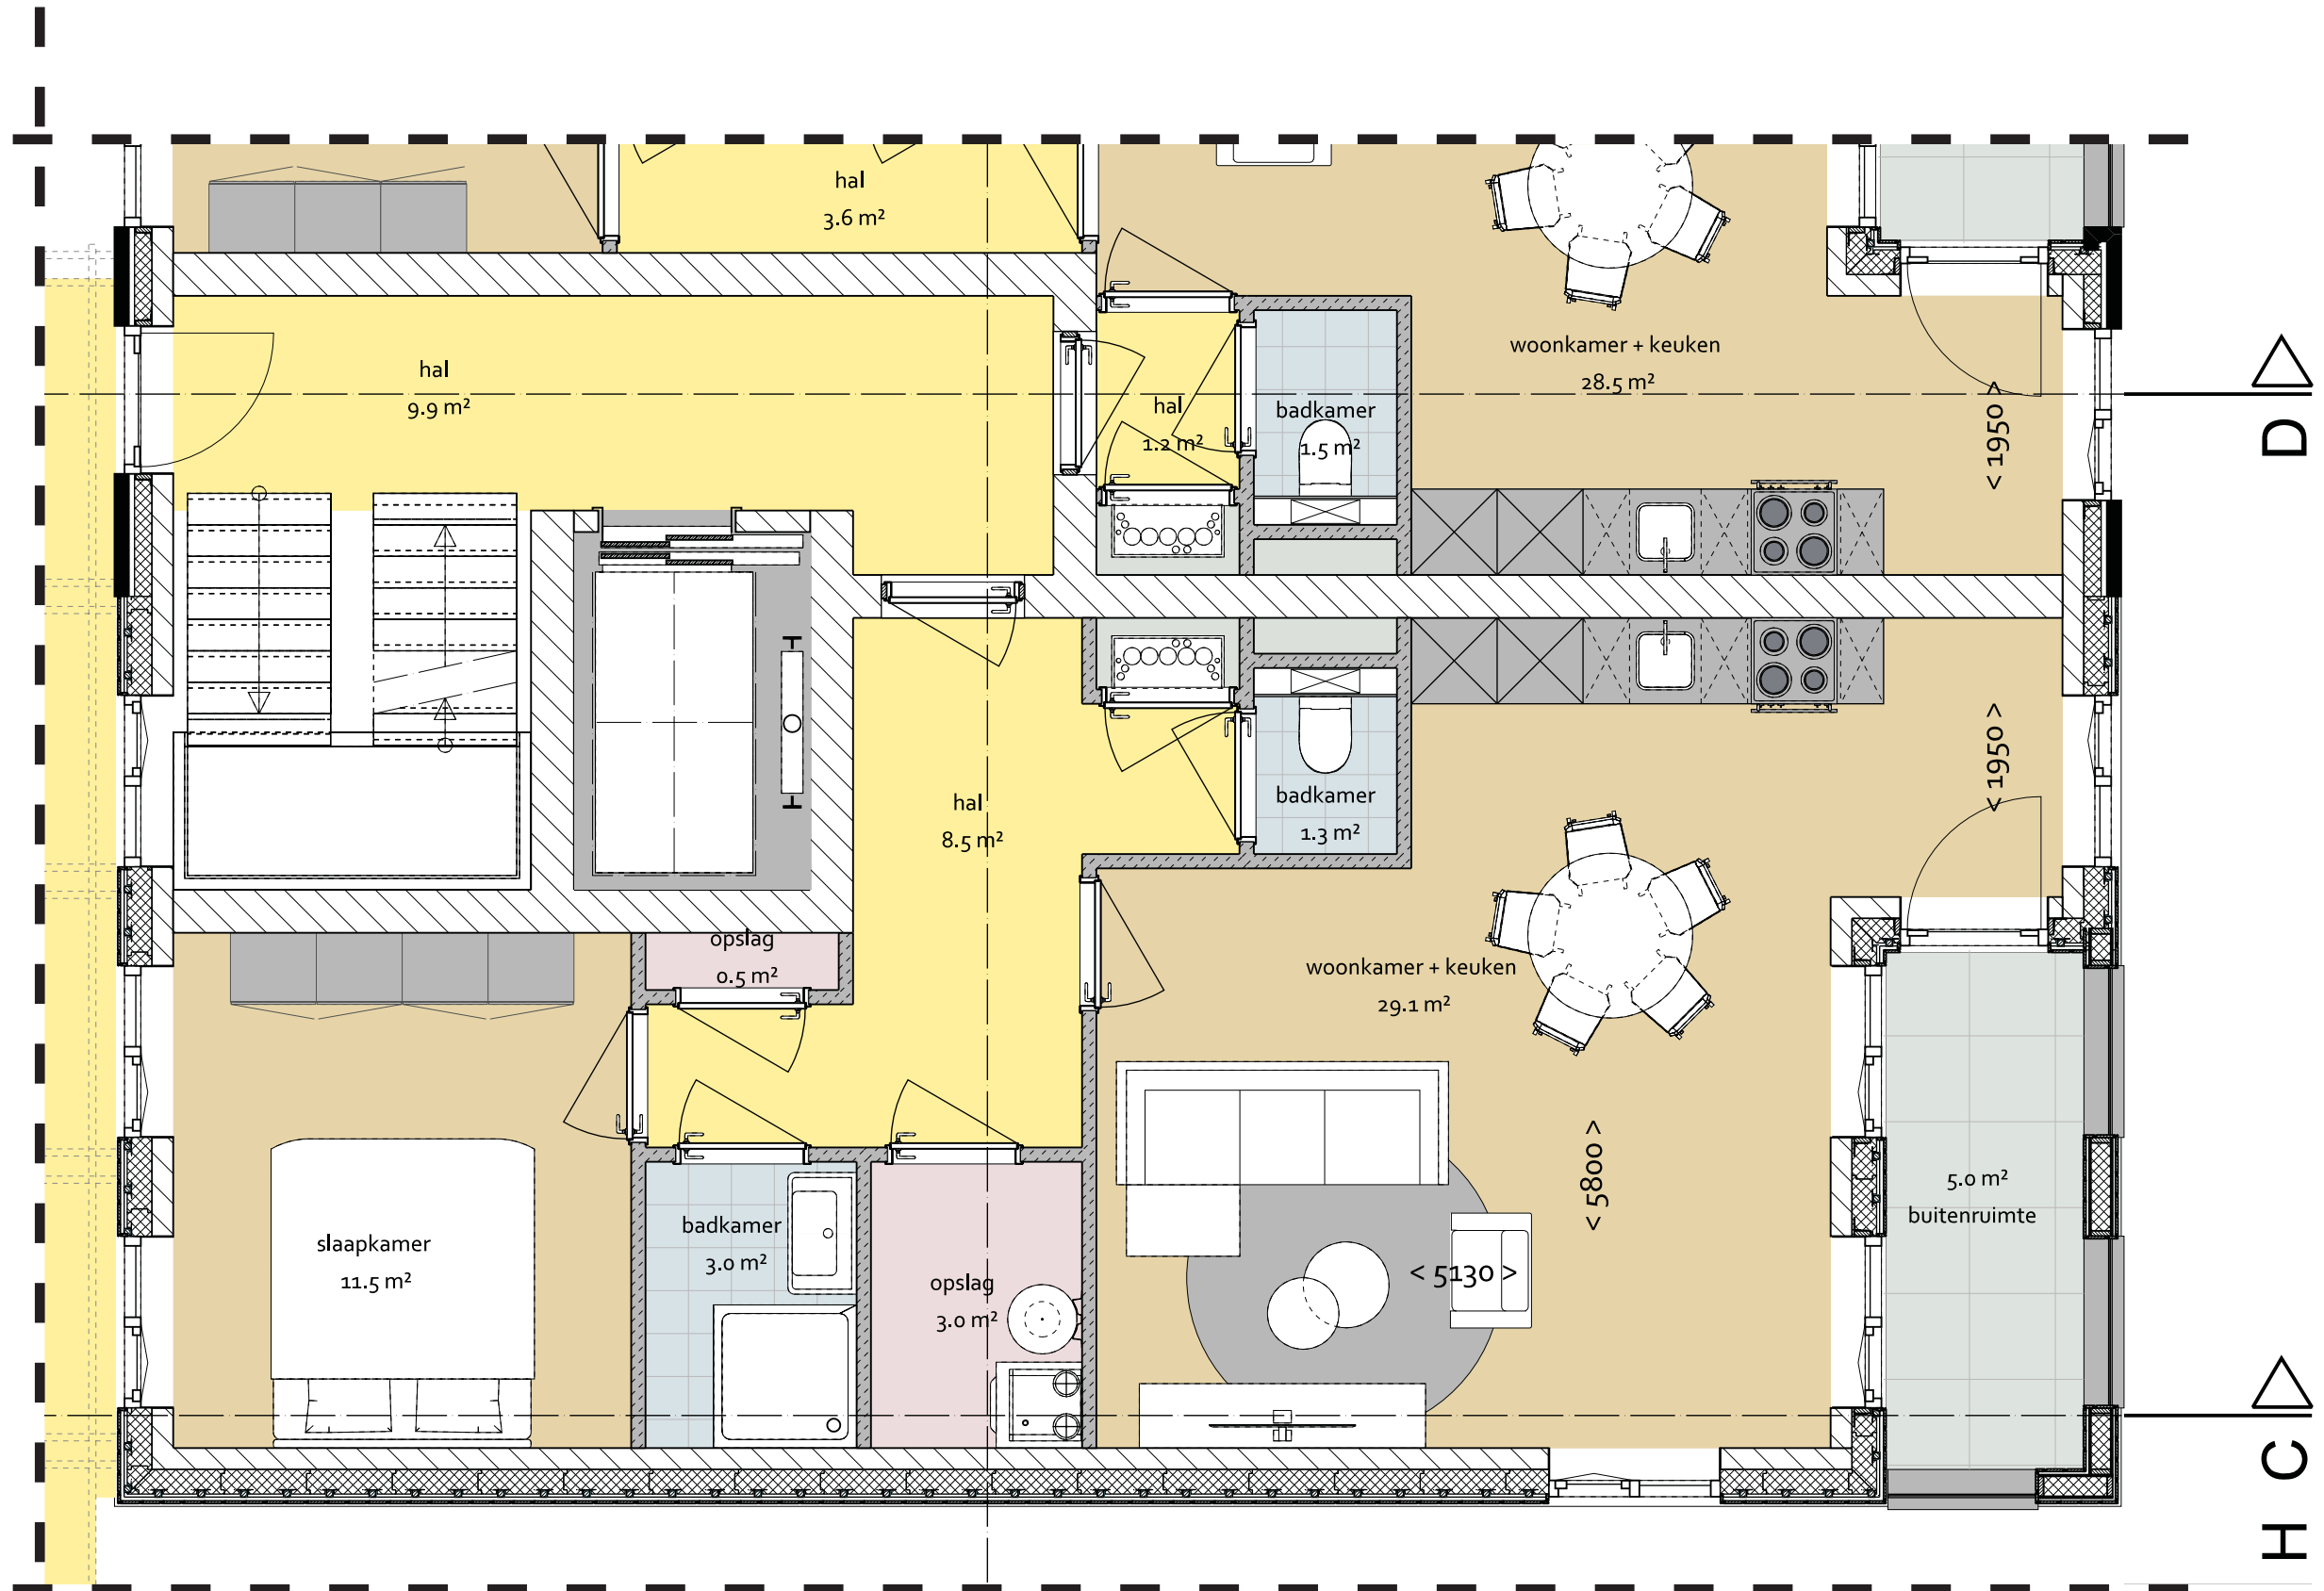 hal
3.6 m²
woonkamer + keuken
28.5 m²
hal
9.9 m²
hal
1.2 m²
badkamer
1.5 m²
< 1950 >
D
badkamer
1.3 m²
hal
8.5 m²
< 1950 >
opslag
0.5 m²
woonkamer + keuken
29.1 m²
< 5800 >
5.0 m²
buitenruimte
slaapkamer
11.5 m²
badkamer
3.0 m²
opslag
3.0 m²
< 5130 >
C
H